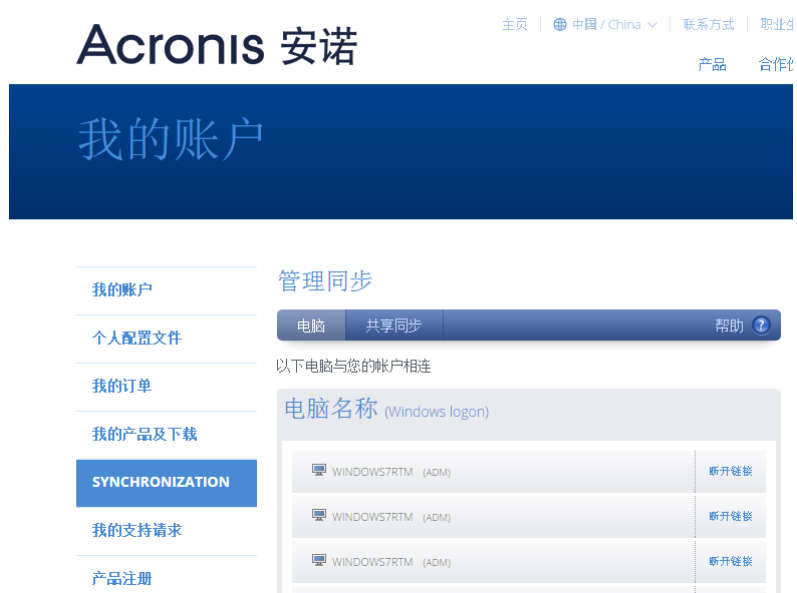 Acronis 安诺
主页 中国 / China 联系方式 职业
产品 合作
我的账户
我的账户
个人配置文件
我的订单
我的产品及下载
SYNCHRONIZATION
我的支持请求
产品注册
管理同步
电脑 共享同步 帮助 ?
以下电脑与您的帐户相连
电脑名称 (Windows logon)
WINDOWS7RTM (ADM) 断开链接
WINDOWS7RTM (ADM) 断开链接
WINDOWS7RTM (ADM) 断开链接